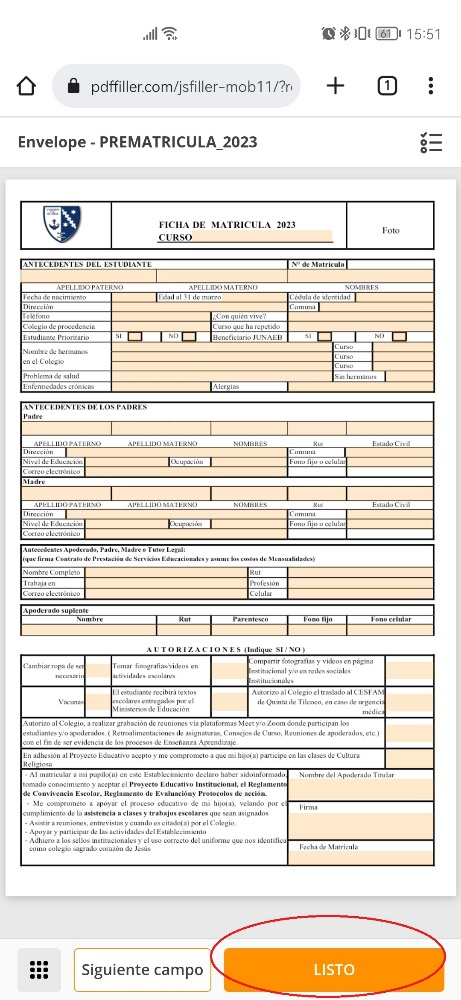 61
15:51
pdffiller.com/jsfiller-mob11/?r
1
Envelope - PREMATRICULA_2023
FICHA DE MATRICULA 2023
CURSO
Foto
ANTECEDENTES DEL ESTUDIANTE
N° de Matricula
APELLIDO PATERNO APELLIDO MATERNO NOMBRES
Fecha de nacimiento Edad al 31 de marzo Cédula de identidad
Dirección Comuna
Teléfono ¿Con quién vive?
Colegio de procedencia Curso que ha repetido
Estudiante Prioritario SI NO Beneficiario JUNAEB SI NO
Nombre de hermanos en el Colegio
Curso
Curso
Curso
Problema de salud Sin hermanos
Enfermedades crónicas Alergias
ANTECEDENTES DE LOS PADRES
Padre
APELLIDO PATERNO APELLIDO MATERNO NOMBRES Rut Estado Civil
Dirección Comuna
Nivel de Educación Ocupación Fono fijo o celular
Correo electrónico
Madre
APELLIDO PATERNO APELLIDO MATERNO NOMBRES Rut Estado Civil
Dirección Comuna
Nivel de Educación Ocupación Fono fijo o celular
Correo electrónico
Antecedentes Apoderado, Padre, Madre o Tutor Legal:
(que firma Contrato de Prestación de Servicios Educacionales y asume los costos de Mensualidades)
Nombre Completo Rut
Trabaja en Profesión
Correo electrónico Celular
Apoderado suplente
Nombre Rut Parentesco Fono fijo Fono celular
AUTORIZACIONES (Indique SI/NO)
Cambiar ropa de ser
necesario
Tomar fotografías/videos en
actividades escolares
Compartir fotografías y videos en página
Institucional y/o en redes sociales
Institucionales
Vacunas
El estudiante recibirá textos
escolares entregados por el
Ministerios de Educación
Autorizo al Colegio el traslado al CESFAM
de Quinta de Tilcoco, en caso de urgencia
médica
Autorizo al Colegio, a realizar grabación de reuniones vía plataformas Meet y/o Zoom donde participan los
estudiantes y/o apoderados. ( Retroalimentaciones de asignaturas, Consejos de Curso, Reuniones de apoderados, etc.)
con el fin de ser evidencia de los procesos de Enseñanza Aprendizaje.
En adhesión al Proyecto Educativo acepto y me comprometo a que mi hijo(a) participe en las clases de Cultura
Religiosa
- Al matricular a mi pupilo(a) en este Establecimiento declaro haber sidoinformado,
tomado conocimiento y aceptar el Proyecto Educativo Institucional, el Reglamento
de Convivencia Escolar, Reglamento de Evaluacióny Protocolos de acción.
- Me comprometo a apoyar el proceso educativo de mi hijo(a), velando por el
cumplimiento de la asistencia a clases y trabajos escolares que sean asignados
- Asistir a reuniones, entrevistas y cuando es citado(a) por el Colegio.
- Apoyar y participar de las actividades del Establecimiento
- Adhiero a los sellos institucionales y el uso correcto del uniforme que nos identifica
como colegio sagrado corazón de Jesús
Nombre del Apoderado Titular
Firma
Fecha de Matricula
Siguiente campo
LISTO